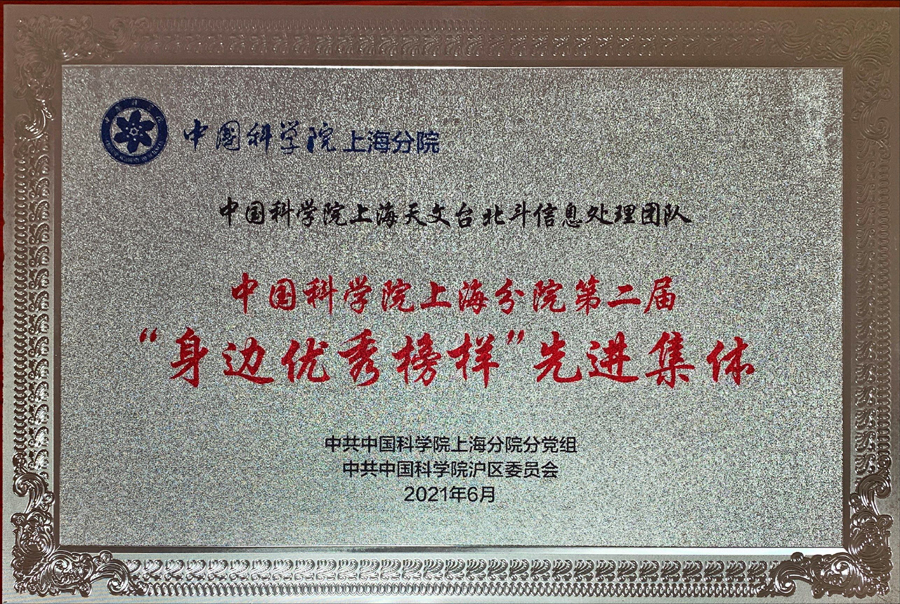 中国科学院上海分院
中国科学院上海天文台北斗信息处理团队
中国科学院上海分院第二届
“身边优秀榜样”先进集体
中共中国科学院上海分院分党组
中共中国科学院沪区委员会
2021年6月